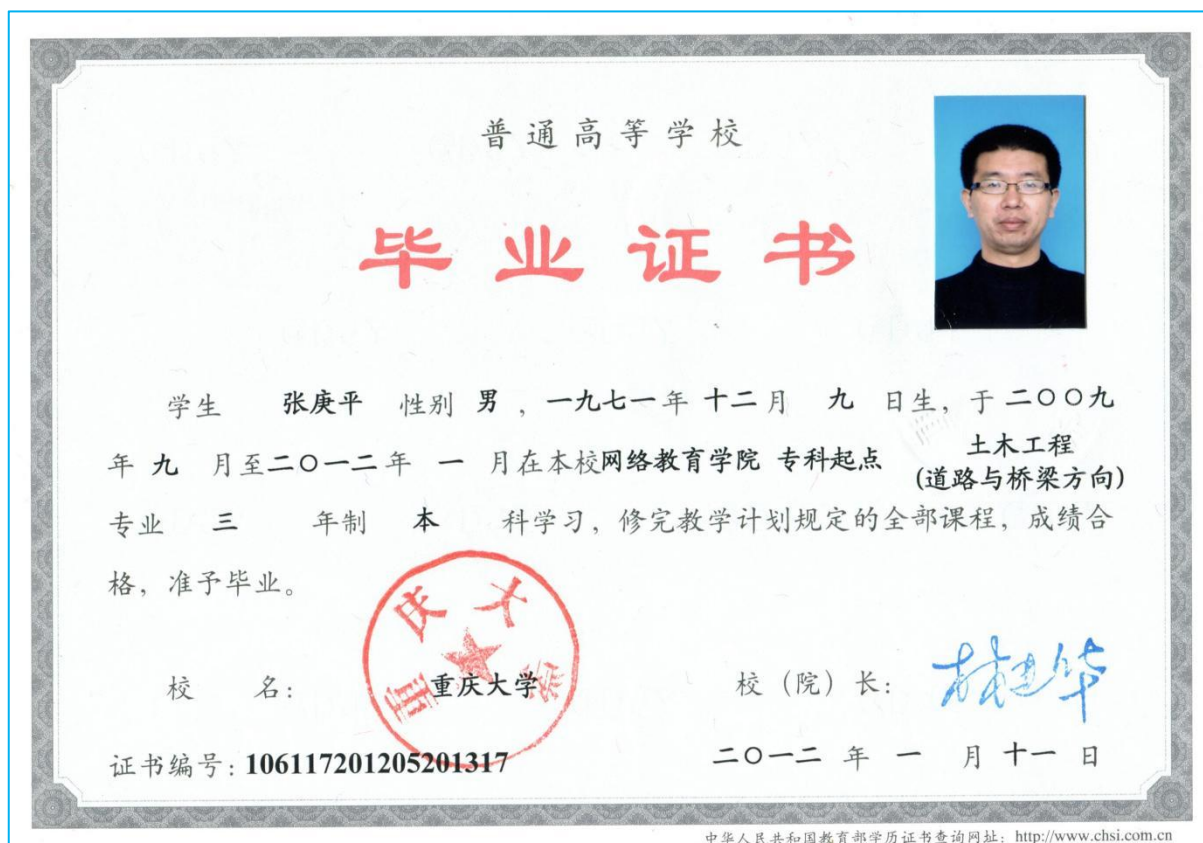 普通高等学校
毕业证书
学生 张庚平 性别 男 ，一九七一年 十二月 九 日生，于二〇〇九
年 九 月至二〇一二年 一 月在本校网络教育学院 专科起点 土木工程
(道路与桥梁方向)
专业 三 年制 本 科学习，修完教学计划规定的全部课程，成绩合
格，准予毕业。
重庆大学
校 名： 重庆大学 校（院）长：
证书编号：106117201205201317 二〇一二 年 一 月 十一 日
中华人民共和国教育部学历证书查询网址：http://www.chsi.com.cn